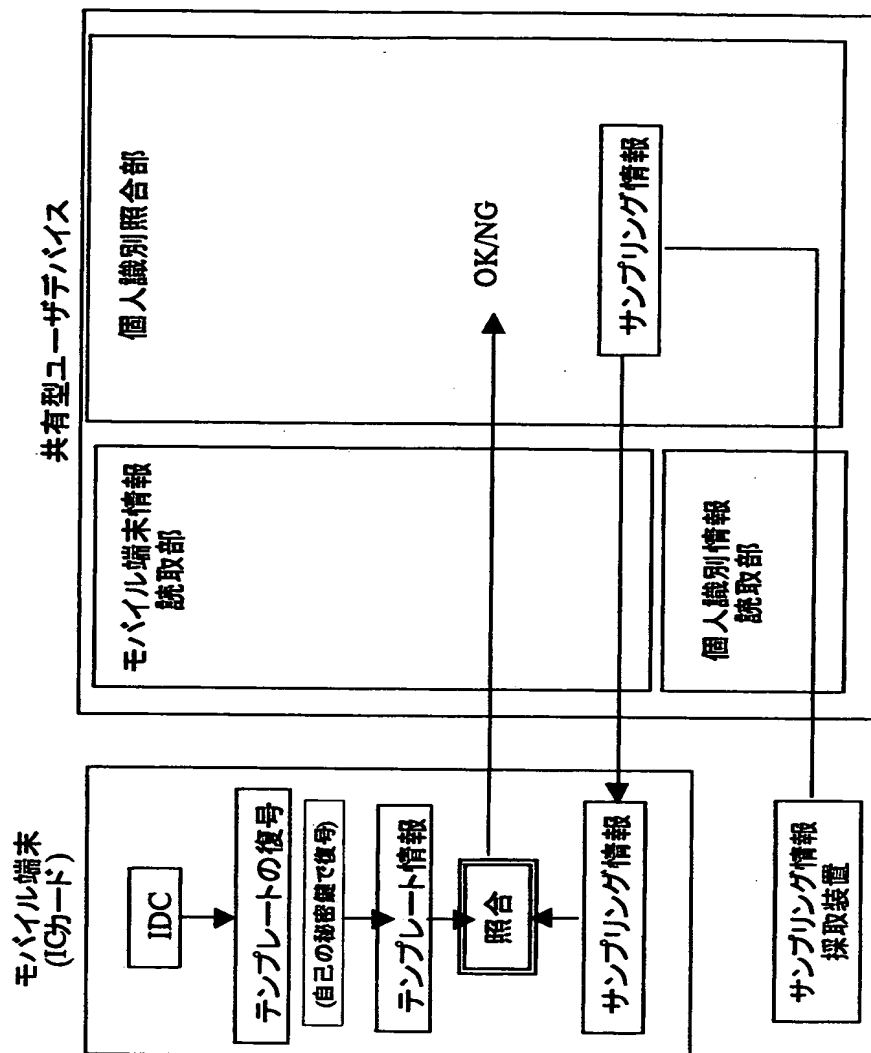 モバイル端末
(ICカード)
IDC
テンプレートの復号
(自己の秘密鍵で復号)
テンプレート情報
照合
サンプリング情報
サンプリング情報
採取装置
共有型ユーザデバイス
モバイル端末情報
読取部
個人識別情報
読取部
個人識別照合部
OK/NG
サンプリング情報